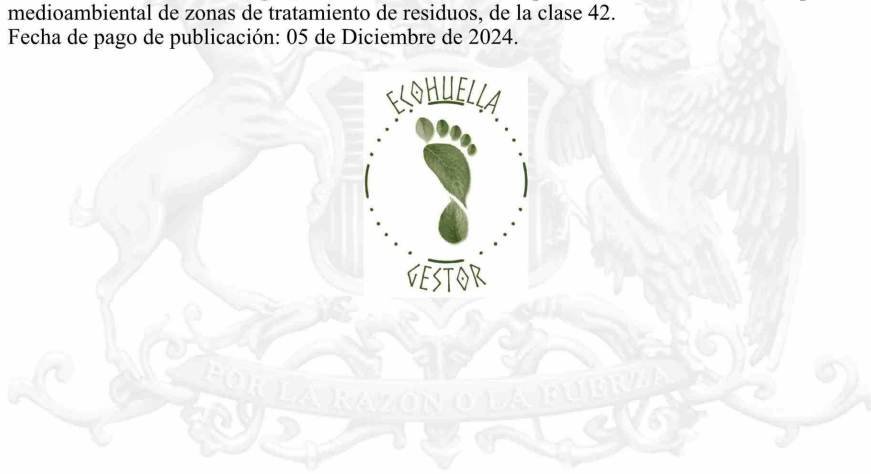 medioambiental de zonas de tratamiento de residuos, de la clase 42.
Fecha de pago de publicación: 05 de Diciembre de 2024.
ECOHUELLA
GESTOR
POR LA RAZON O LA FUERZA